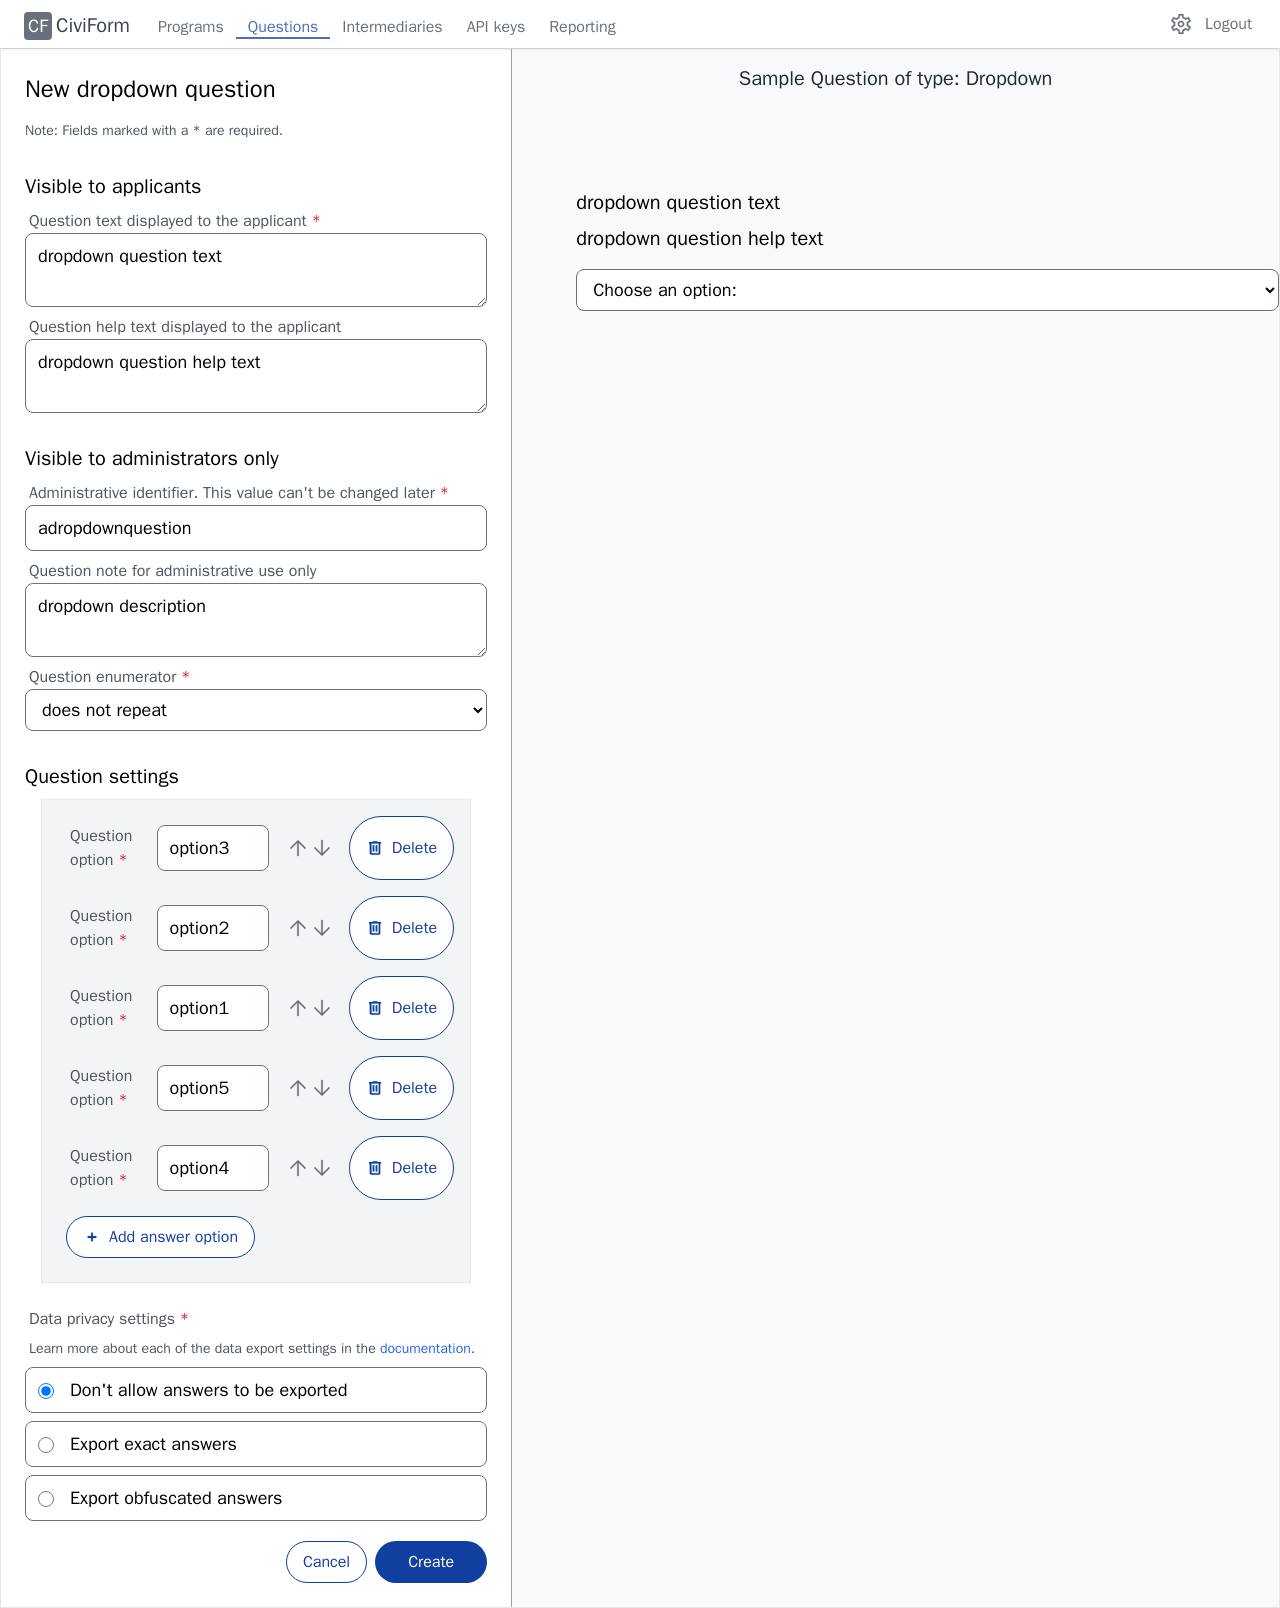 CF CiviForm Programs Questions Intermediaries API keys Reporting Logout
New dropdown question
Note: Fields marked with a * are required.
Visible to applicants
Question text displayed to the applicant *
dropdown question text
Question help text displayed to the applicant
dropdown question help text
Visible to administrators only
Administrative identifier. This value can't be changed later *
adropdownquestion
Question note for administrative use only
dropdown description
Question enumerator *
does not repeat
Question settings
Question option * option3 Delete
Question option * option2 Delete
Question option * option1 Delete
Question option * option5 Delete
Question option * option4 Delete
+ Add answer option
Data privacy settings *
Learn more about each of the data export settings in the documentation.
Don't allow answers to be exported
Export exact answers
Export obfuscated answers
Cancel Create
Sample Question of type: Dropdown
dropdown question text
dropdown question help text
Choose an option: